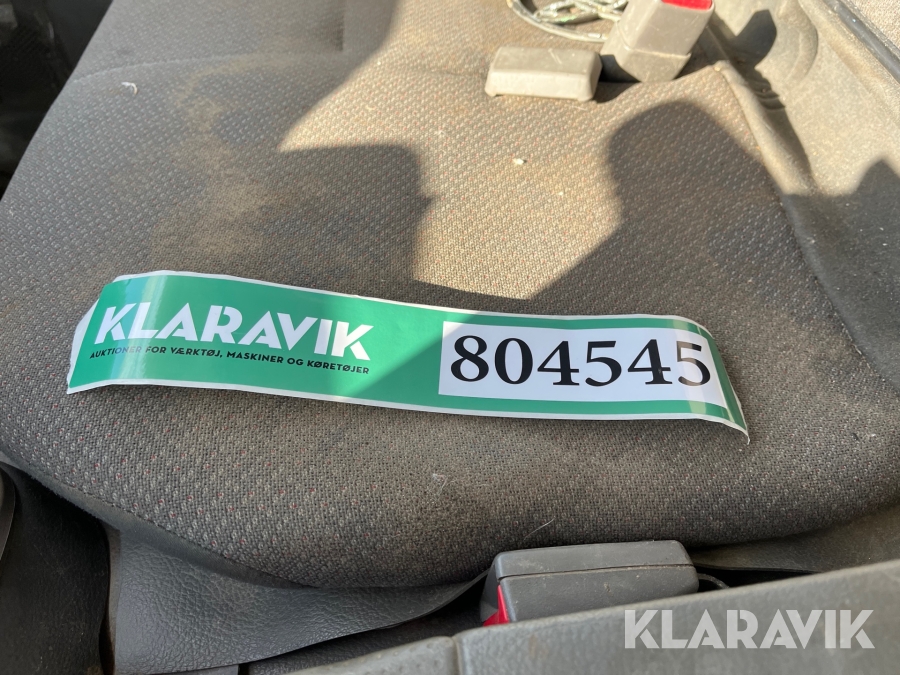 KLARAVIK
AUKTIONER FOR VÆRKTØJ, MASKINER OG KØRETØJER
804545
KLARAVIK